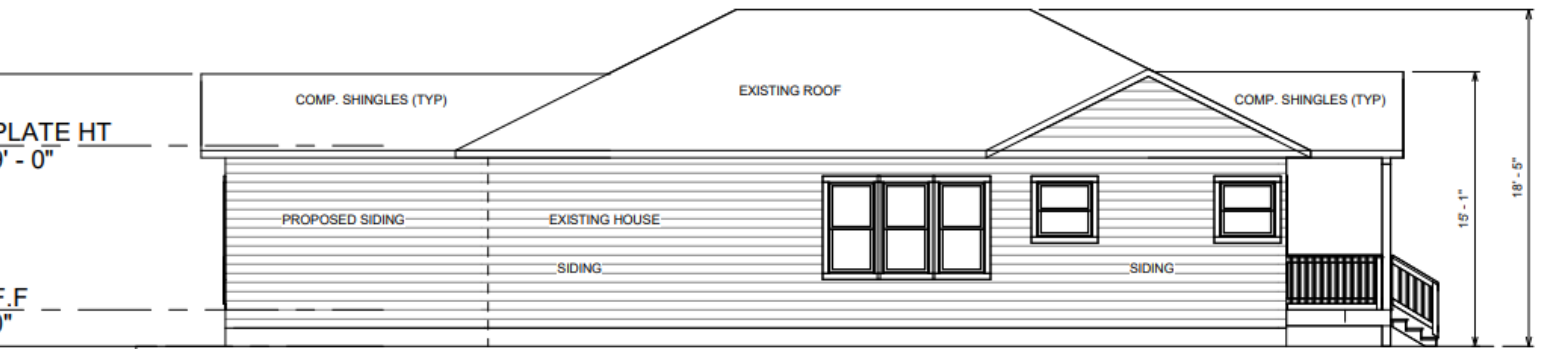 COMP. SHINGLES (TYP)
EXISTING ROOF
COMP. SHINGLES (TYP)
PLATE HT
' - 0"
18' - 5"
15' - 1"
PROPOSED SIDING
EXISTING HOUSE
SIDING
SIDING
F.F
"